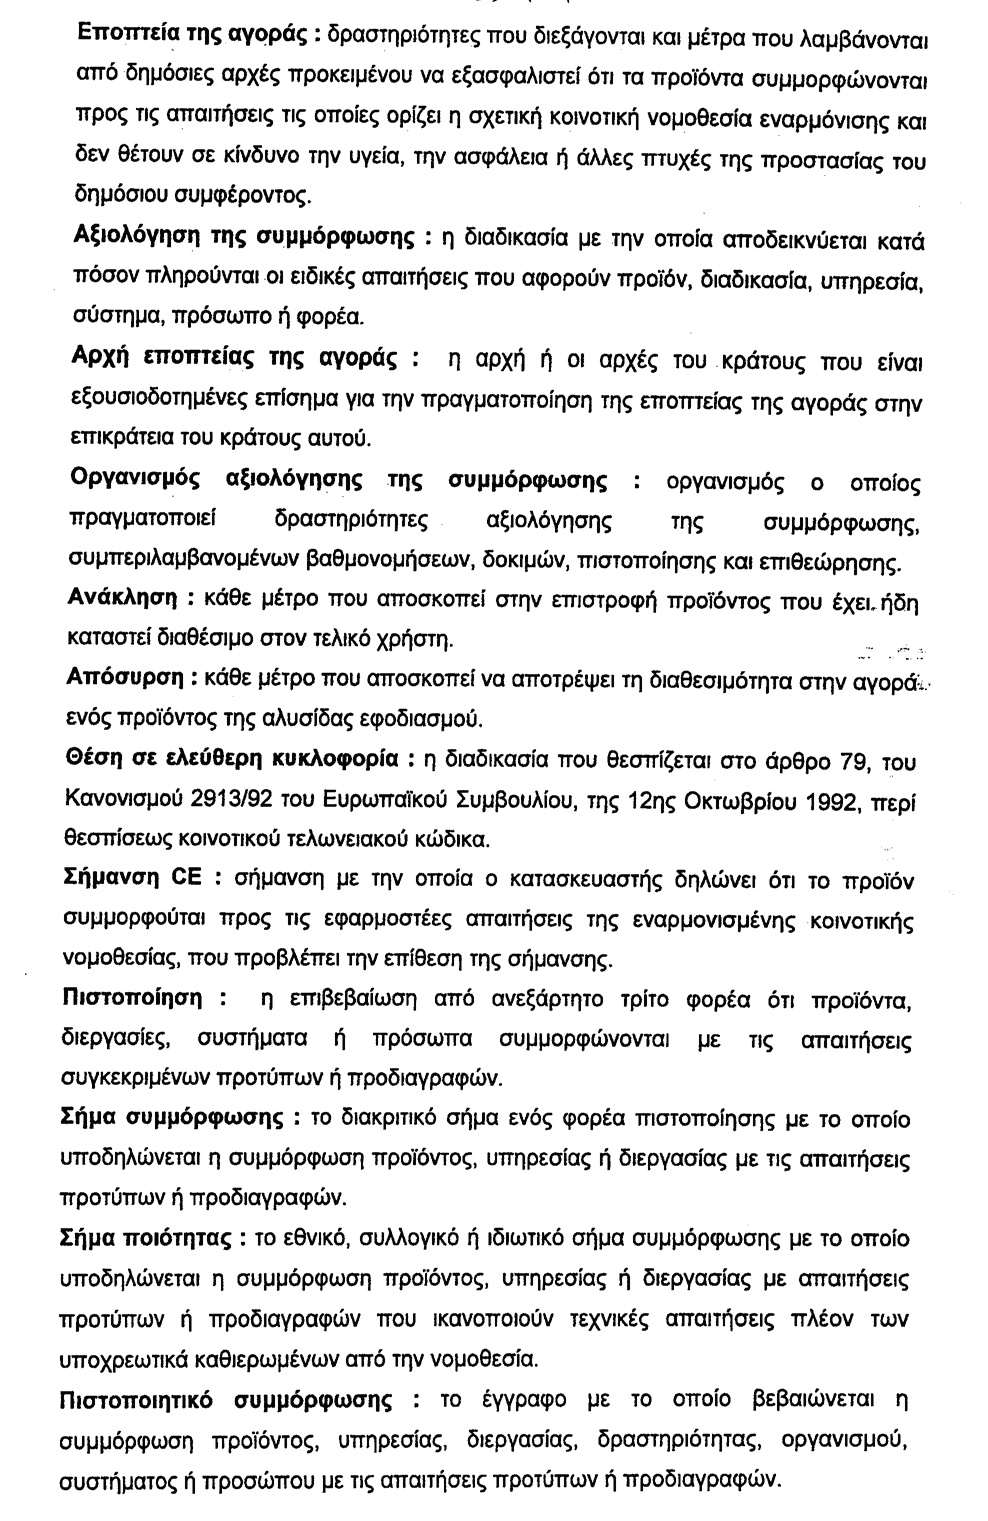 Εποπτεία της αγοράς : δραστηριότητες που διεξάγονται και μέτρα που λαμβάνονται
από δημόσιες αρχές προκειμένου να εξασφαλιστεί ότι τα προϊόντα συμμορφώνονται
προς τις απαιτήσεις τις οποίες ορίζει η σχετική κοινοτική νομοθεσία εναρμόνισης και
δεν θέτουν σε κίνδυνο την υγεία, την ασφάλεια ή άλλες πτυχές της προστασίας του
δημόσιου συμφέροντος.
Αξιολόγηση της συμμόρφωσης : η διαδικασία με την οποία αποδεικνύεται κατά
πόσον πληρούνται οι ειδικές απαιτήσεις που αφορούν προϊόν, διαδικασία, υπηρεσία,
σύστημα, πρόσωπο ή φορέα.
Αρχή εποπτείας της αγοράς : η αρχή ή οι αρχές του κράτους που είναι
εξουσιοδοτημένες επίσημα για την πραγματοποίηση της εποπτείας της αγοράς στην
επικράτεια του κράτους αυτού.
Οργανισμός αξιολόγησης της συμμόρφωσης : οργανισμός ο οποίος
πραγματοποιεί δραστηριότητες αξιολόγησης της συμμόρφωσης,
συμπεριλαμβανομένων βαθμονομήσεων, δοκιμών, πιστοποίησης και επιθεώρησης.
Ανάκληση : κάθε μέτρο που αποσκοπεί στην επιστροφή προϊόντος που έχει ήδη
καταστεί διαθέσιμο στον τελικό χρήστη.
Απόσυρση : κάθε μέτρο που αποσκοπεί να αποτρέψει τη διαθεσιμότητα στην αγορά
ενός προϊόντος της αλυσίδας εφοδιασμού.
Θέση σε ελεύθερη κυκλοφορία : η διαδικασία που θεσπίζεται στο άρθρο 79, του
Κανονισμού 2913/92 του Ευρωπαϊκού Συμβουλίου, της 12ης Οκτωβρίου 1992, περί
θεσπίσεως κοινοτικού τελωνειακού κώδικα.
Σήμανση CE : σήμανση με την οποία ο κατασκευαστής δηλώνει ότι το προϊόν
συμμορφούται προς τις εφαρμοστέες απαιτήσεις της εναρμονισμένης κοινοτικής
νομοθεσίας, που προβλέπει την επίθεση της σήμανσης.
Πιστοποίηση : η επιβεβαίωση από ανεξάρτητο τρίτο φορέα ότι προϊόντα,
διεργασίες, συστήματα ή πρόσωπα συμμορφώνονται με τις απαιτήσεις
συγκεκριμένων προτύπων ή προδιαγραφών.
Σήμα συμμόρφωσης : το διακριτικό σήμα ενός φορέα πιστοποίησης με το οποίο
υποδηλώνεται η συμμόρφωση προϊόντος, υπηρεσίας ή διεργασίας με τις απαιτήσεις
προτύπων ή προδιαγραφών.
Σήμα ποιότητας : το εθνικό, συλλογικό ή ιδιωτικό σήμα συμμόρφωσης με το οποίο
υποδηλώνεται η συμμόρφωση προϊόντος, υπηρεσίας ή διεργασίας με απαιτήσεις
προτύπων ή προδιαγραφών που ικανοποιούν τεχνικές απαιτήσεις πλέον των
υποχρεωτικά καθιερωμένων από την νομοθεσία.
Πιστοποιητικό συμμόρφωσης : το έγγραφο με το οποίο βεβαιώνεται η
συμμόρφωση προϊόντος, υπηρεσίας, διεργασίας, δραστηριότητας, οργανισμού,
συστήματος ή προσώπου με τις απαιτήσεις προτύπων ή προδιαγραφών.